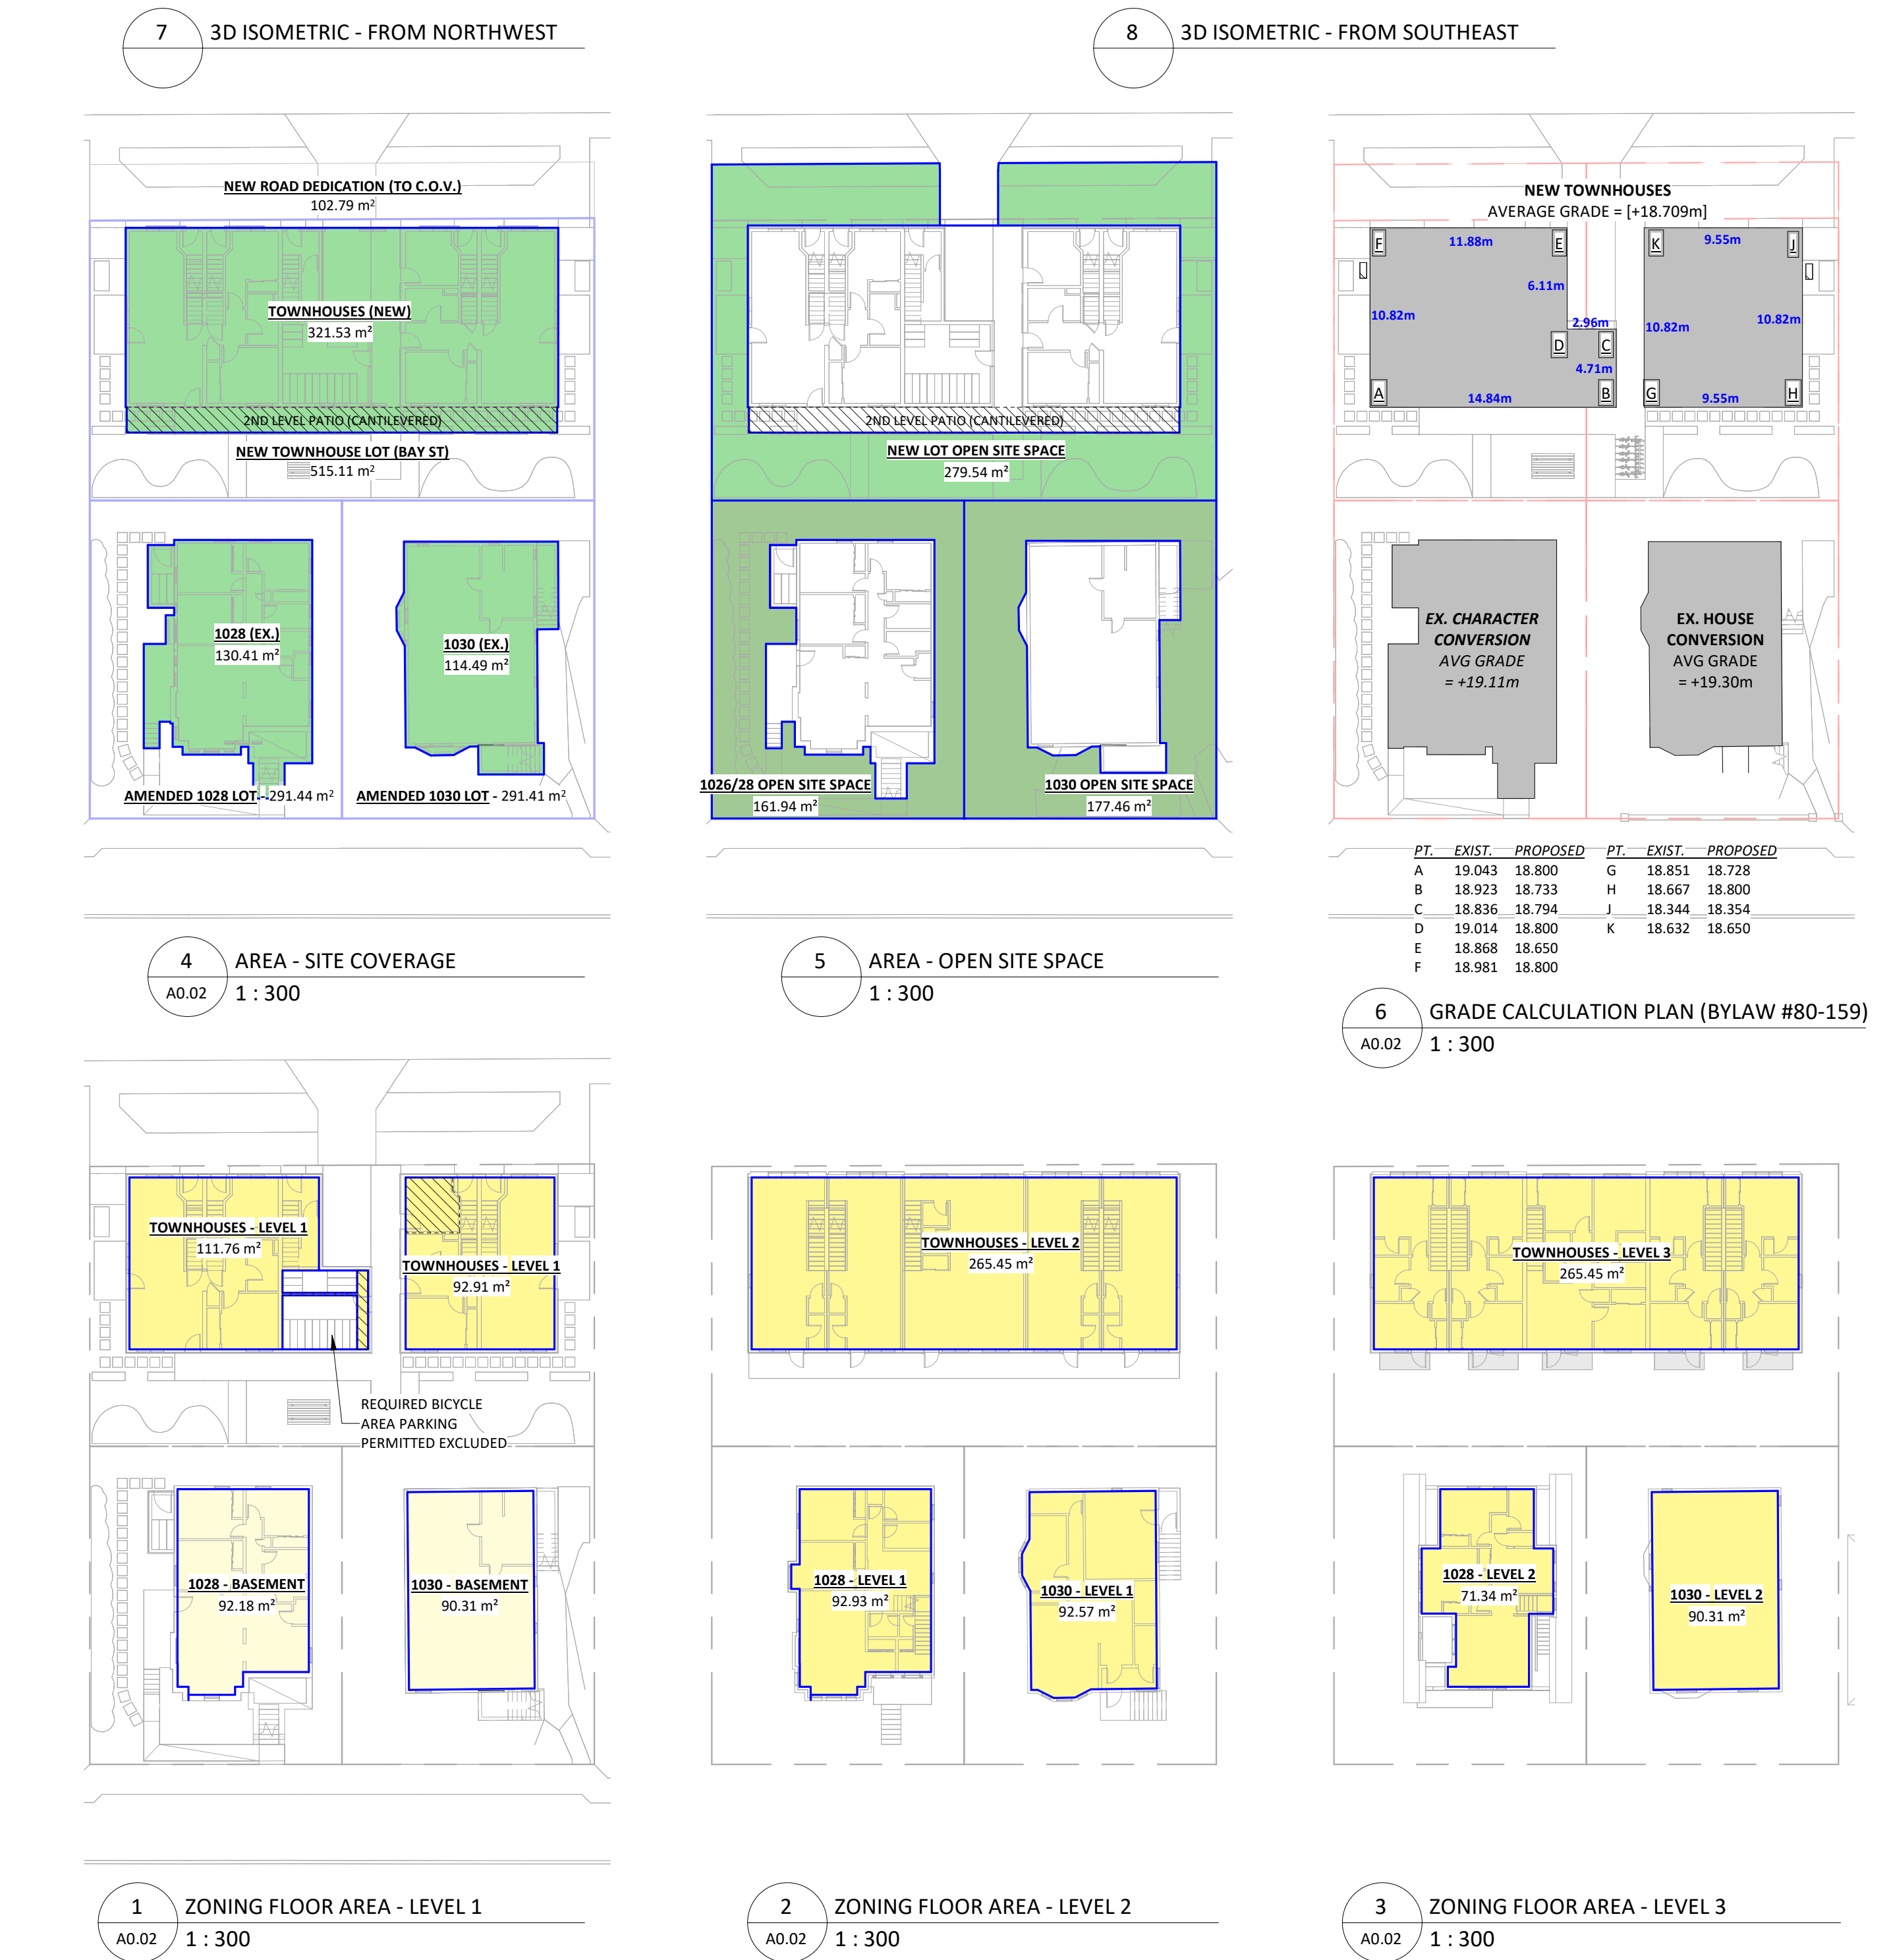 7
3D ISOMETRIC - FROM NORTHWEST
8
3D ISOMETRIC - FROM SOUTHEAST
NEW ROAD DEDICATION (TO C.O.V.)
102.79 m²
TOWNHOUSES (NEW)
321.53 m²
2ND LEVEL PATIO (CANTILEVERED)
NEW TOWNHOUSE LOT (BAY ST)
515.11 m²
1028 (EX.)
130.41 m²
1030 (EX.)
114.49 m²
AMENDED 1028 LOT - 291.44 m²
AMENDED 1030 LOT - 291.41 m²
4
A0.02
AREA - SITE COVERAGE
1 : 300
2ND LEVEL PATIO (CANTILEVERED)
NEW LOT OPEN SITE SPACE
279.54 m²
1026/28 OPEN SITE SPACE
161.94 m²
1030 OPEN SITE SPACE
177.46 m²
5
AREA - OPEN SITE SPACE
1 : 300
NEW TOWNHOUSES
AVERAGE GRADE = [+18.709m]
F
11.88m
E
K
9.55m
J
6.11m
10.82m
2.96m
10.82m
10.82m
D
C
4.71m
A
14.84m
B
G
9.55m
H
EX. CHARACTER
CONVERSION
AVG GRADE
= +19.11m
EX. HOUSE
CONVERSION
AVG GRADE
= +19.30m
PT. EXIST. PROPOSED PT. EXIST. PROPOSED
A 19.043 18.800 G 18.851 18.728
B 18.923 18.733 H 18.667 18.800
C 18.836 18.794 J 18.344 18.354
D 19.014 18.800 K 18.632 18.650
E 18.868 18.650
F 18.981 18.800
6
A0.02
GRADE CALCULATION PLAN (BYLAW #80-159)
1 : 300
TOWNHOUSES - LEVEL 1
111.76 m²
TOWNHOUSES - LEVEL 1
92.91 m²
REQUIRED BICYCLE
AREA PARKING
PERMITTED EXCLUDED
1028 - BASEMENT
92.18 m²
1030 - BASEMENT
90.31 m²
1
A0.02
ZONING FLOOR AREA - LEVEL 1
1 : 300
TOWNHOUSES - LEVEL 2
265.45 m²
1028 - LEVEL 1
92.93 m²
1030 - LEVEL 1
92.57 m²
2
A0.02
ZONING FLOOR AREA - LEVEL 2
1 : 300
TOWNHOUSES - LEVEL 3
265.45 m²
1028 - LEVEL 2
71.34 m²
1030 - LEVEL 2
90.31 m²
3
A0.02
ZONING FLOOR AREA - LEVEL 3
1 : 300